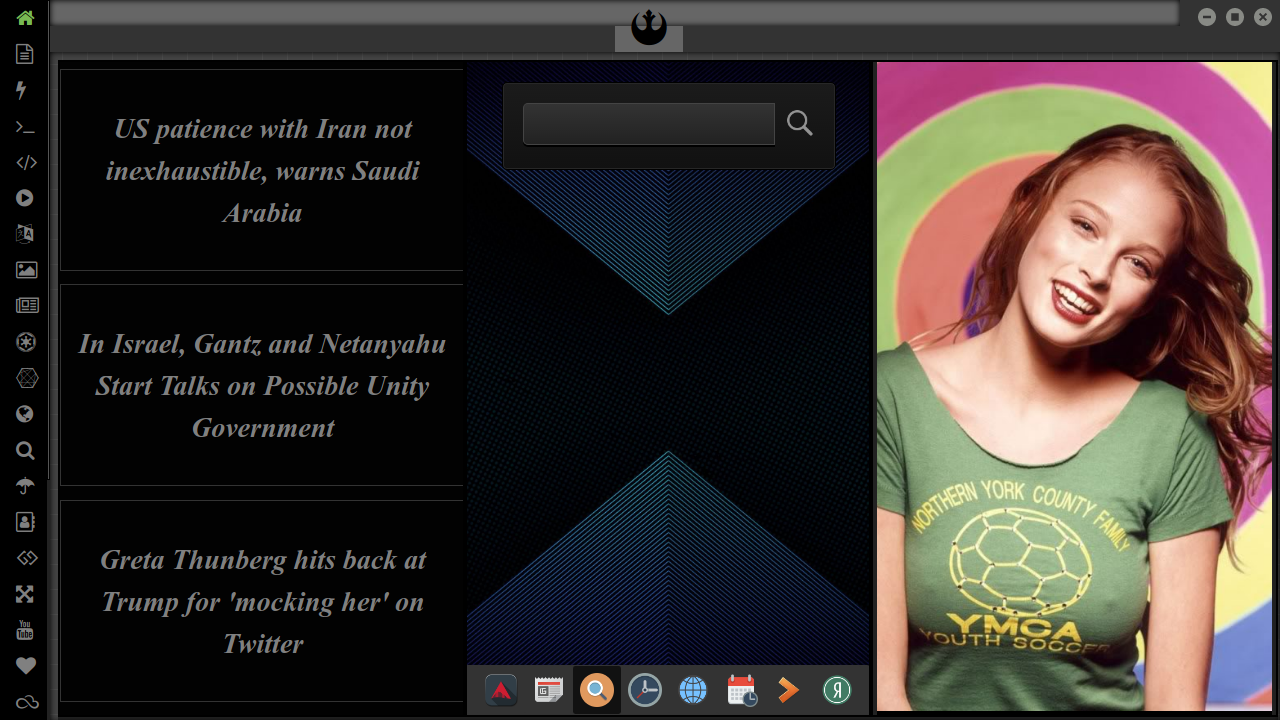 US patience with Iran not
inexhaustible, warns Saudi
Arabia
In Israel, Gantz and Netanyahu
Start Talks on Possible Unity
Government
Greta Thunberg hits back at
Trump for 'mocking her' on
Twitter
NORTHERN YORK COUNTY FAMILY
YMCA
YOUTH SOCCER
You
Tube
Я